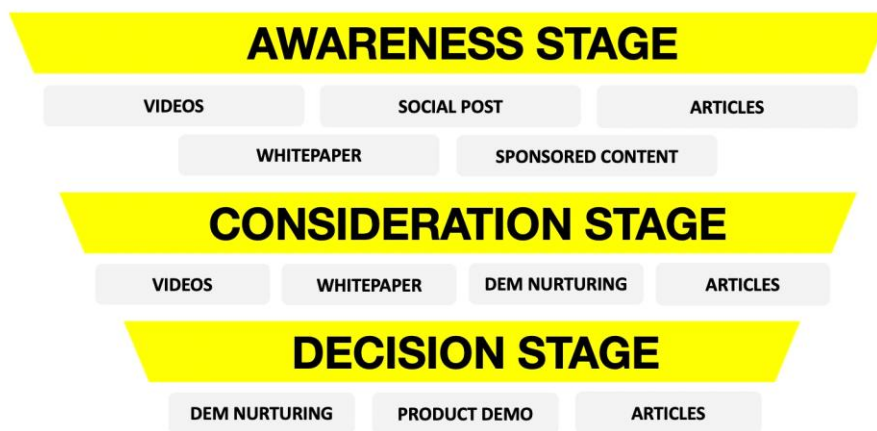 AWARENESS STAGE
VIDEOS SOCIAL POST ARTICLES
WHITEPAPER SPONSORED CONTENT
CONSIDERATION STAGE
VIDEOS WHITEPAPER DEM NURTURING ARTICLES
DECISION STAGE
DEM NURTURING PRODUCT DEMO ARTICLES